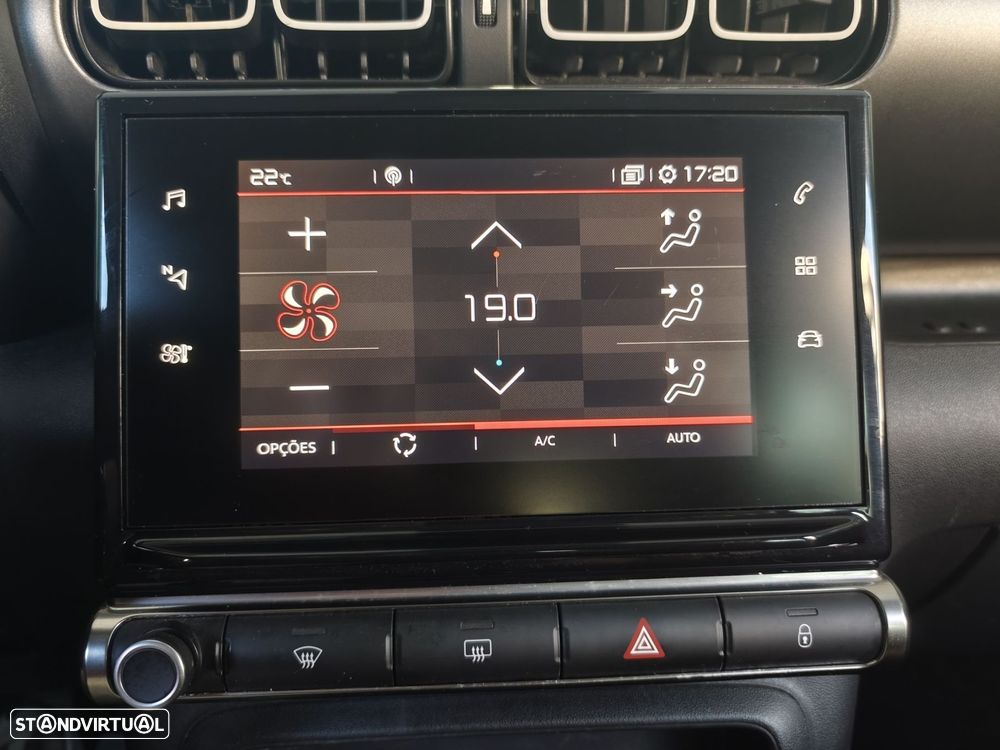 22°C
17:20
19.0
OPÇÕES
A/C
AUTO
N
STANDVIRTUAL